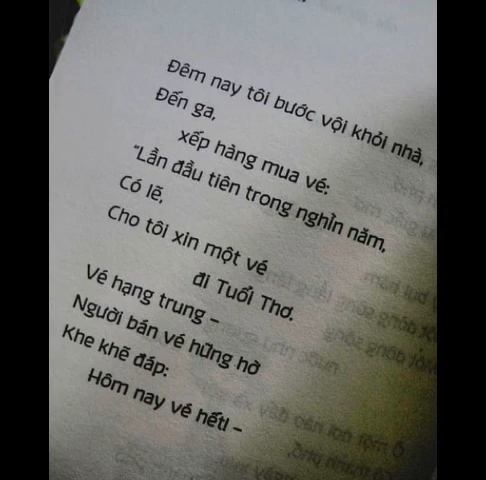 Đêm nay tôi bước vội khỏi nhà,
Đến ga,
xếp hàng mua vé:
"Lần đầu tiên trong nghìn năm,
Có lẽ,
Cho tôi xin một vé
đi Tuổi Thơ.
Vé hạng trung –
Người bán vé hững hờ
Khe khẽ đáp:
Hôm nay vé hết! –